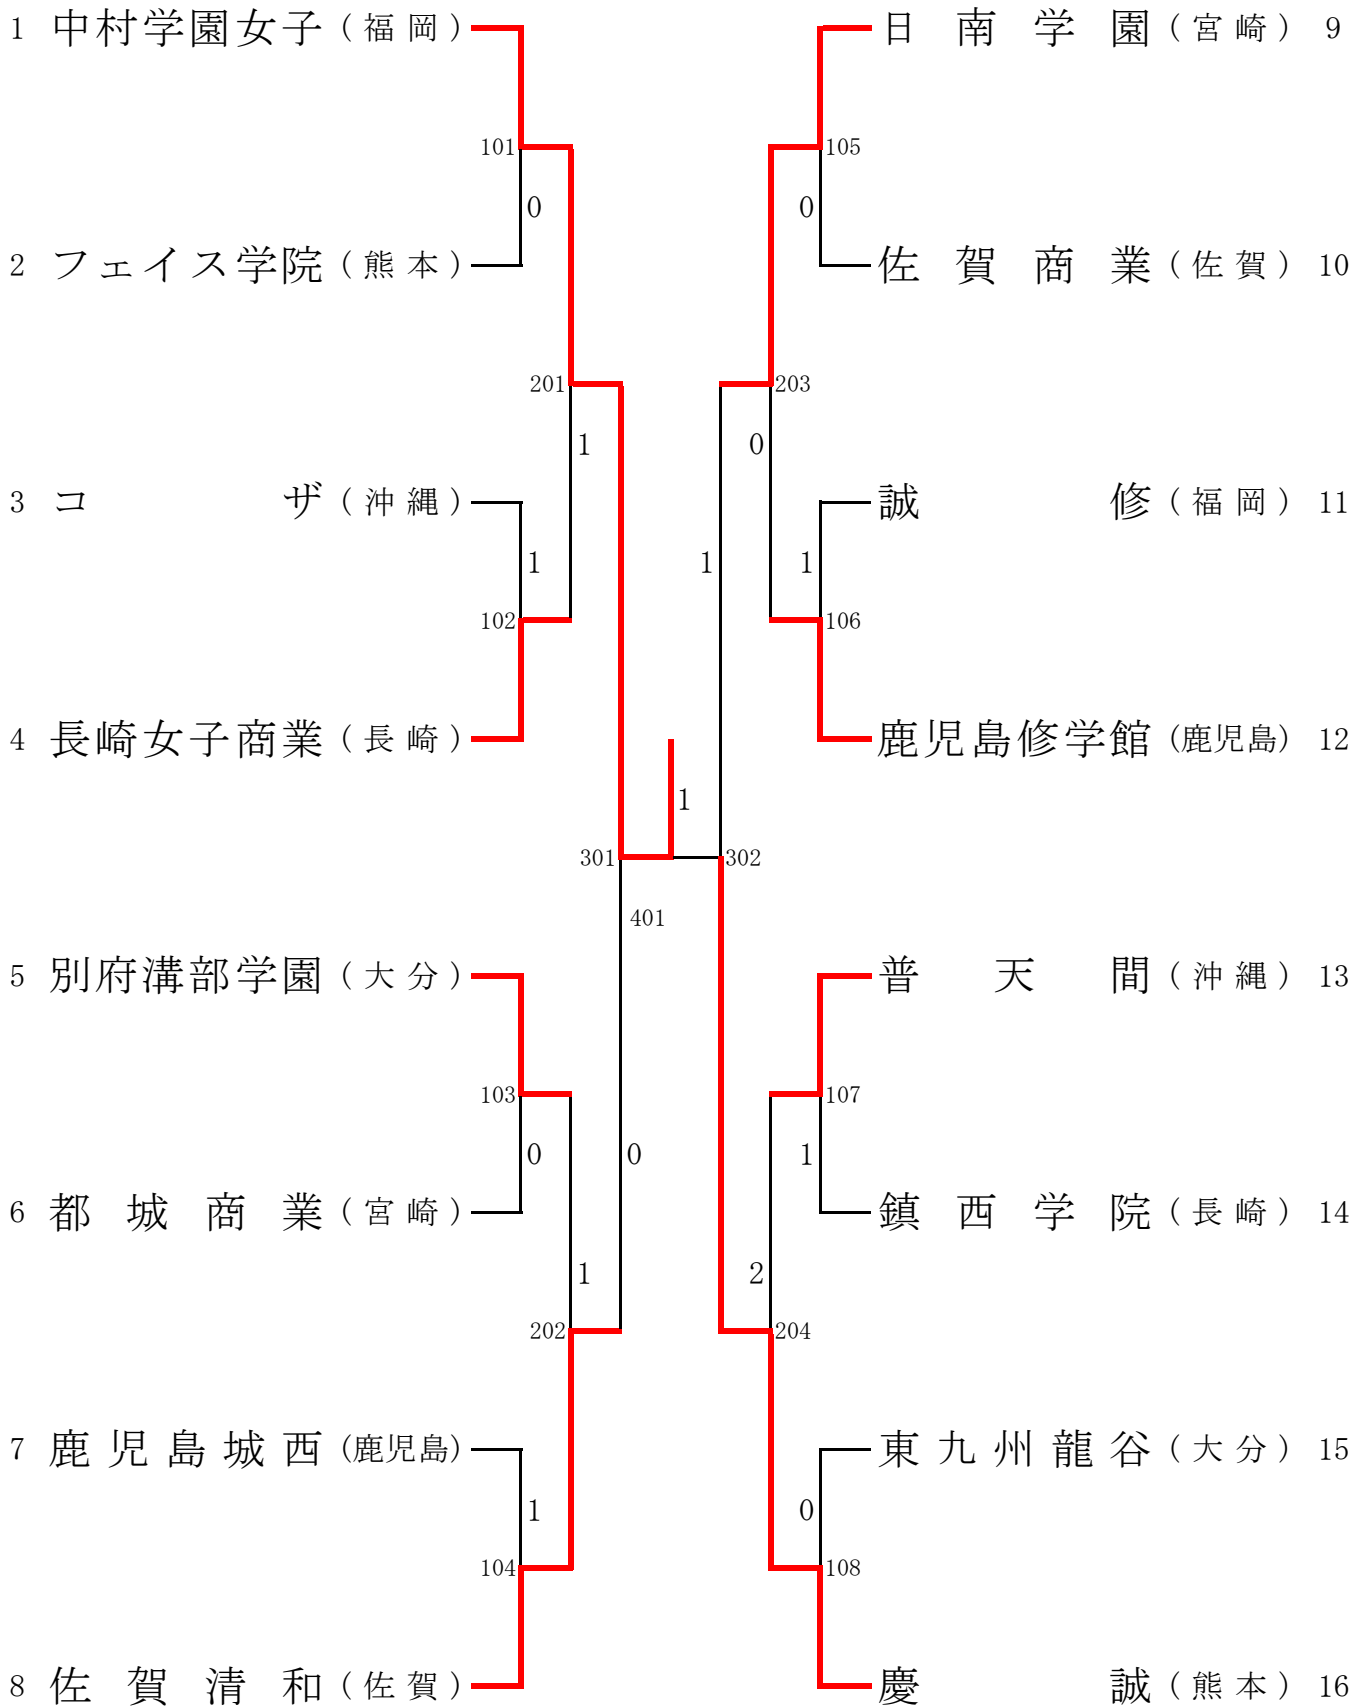 1 中村学園女子 (福岡) 日南学園 (宮崎) 9
101 105
0 0
2 フェイス学院 (熊本) 佐賀商業 (佐賀) 10
201 203
1 0
3 コザ (沖縄) 誠修 (福岡) 11
1 1 1
102 106
4 長崎女子商業 (長崎) 鹿児島修学館 (鹿児島) 12
1
301 302
401
5 別府溝部学園 (大分) 普天間 (沖縄) 13
103 107
0 0 1
6 都城商業 (宮崎) 鎮西学院 (長崎) 14
1 2
202 204
7 鹿児島城西 (鹿児島) 東九州龍谷 (大分) 15
1 0
104 108
8 佐賀清和 (佐賀) 慶誠 (熊本) 16